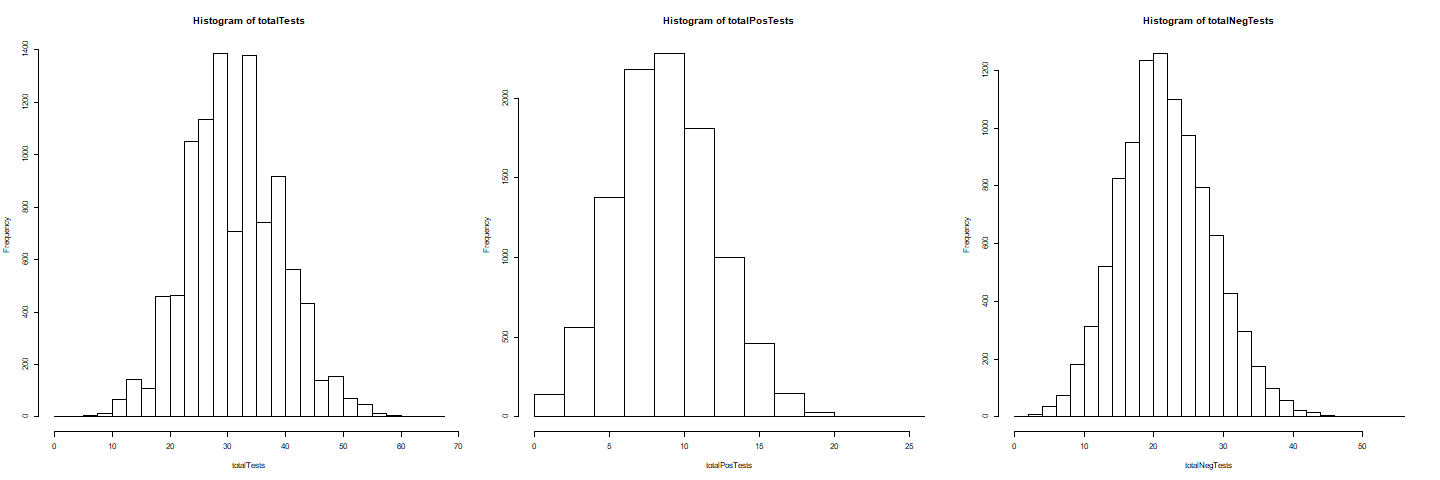 Histogram of totalTests
Frequency
0
200
400
600
800
1000
1200
1400
0 10 20 30 40 50 60 70
totalTests
Histogram of totalPosTests
Frequency
0
500
1000
1500
2000
0 5 10 15 20 25
totalPosTests
Histogram of totalNegTests
Frequency
0
200
400
600
800
1000
1200
0 10 20 30 40 50
totalNegTests